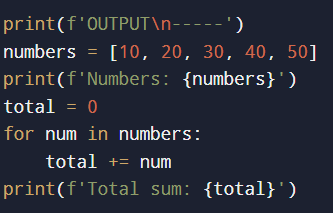 print(f'OUTPUT\n-----')
numbers = [10, 20, 30, 40, 50]
print(f'Numbers: {numbers}')
total = 0
for num in numbers:
    total += num
print(f'Total sum: {total}')